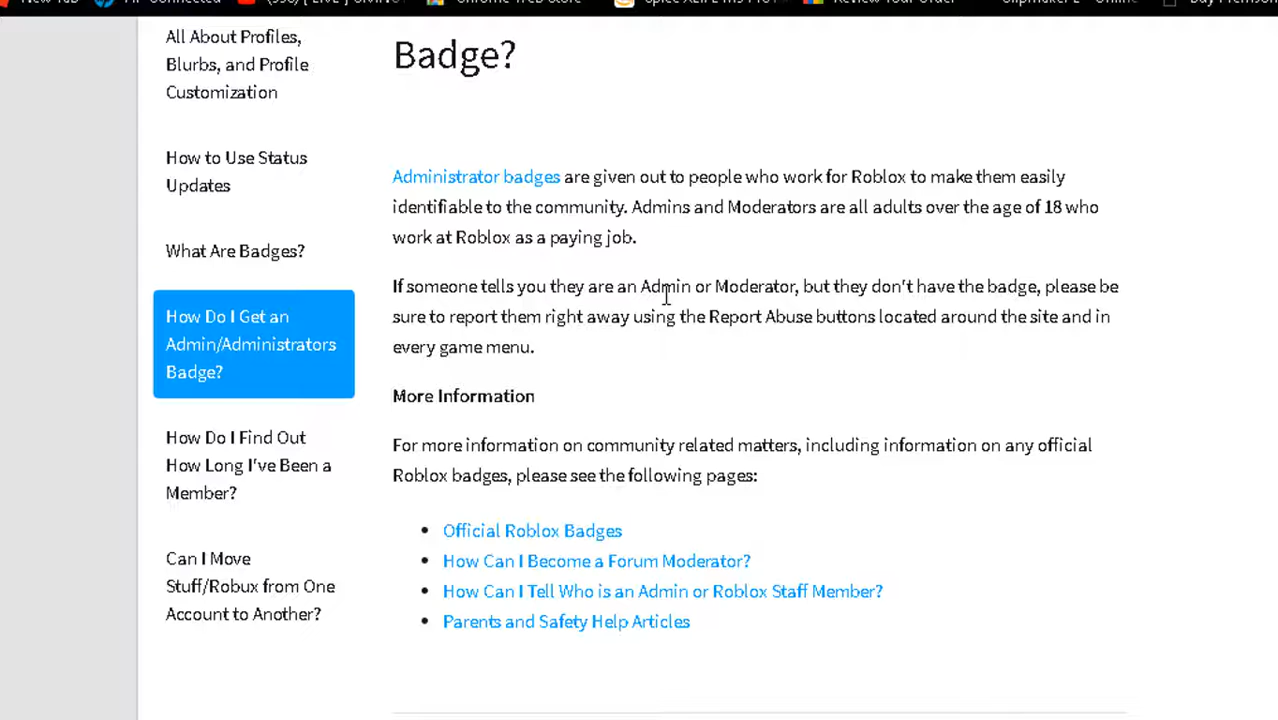 New Tab
Chrome Web Store
Review Your Order
All About Profiles,
Blurbs, and Profile
Customization
How to Use Status
Updates
What Are Badges?
How Do I Get an
Admin/Administrators
Badge?
How Do I Find Out
How Long I've Been a
Member?
Can I Move
Stuff/Robux from One
Account to Another?
Badge?
Administrator badges are given out to people who work for Roblox to make them easily
identifiable to the community. Admins and Moderators are all adults over the age of 18 who
work at Roblox as a paying job.
If someone tells you they are an Admin or Moderator, but they don't have the badge, please be
sure to report them right away using the Report Abuse buttons located around the site and in
every game menu.
More Information
For more information on community related matters, including information on any official
Roblox badges, please see the following pages:
Official Roblox Badges
How Can I Become a Forum Moderator?
How Can I Tell Who is an Admin or Roblox Staff Member?
Parents and Safety Help Articles